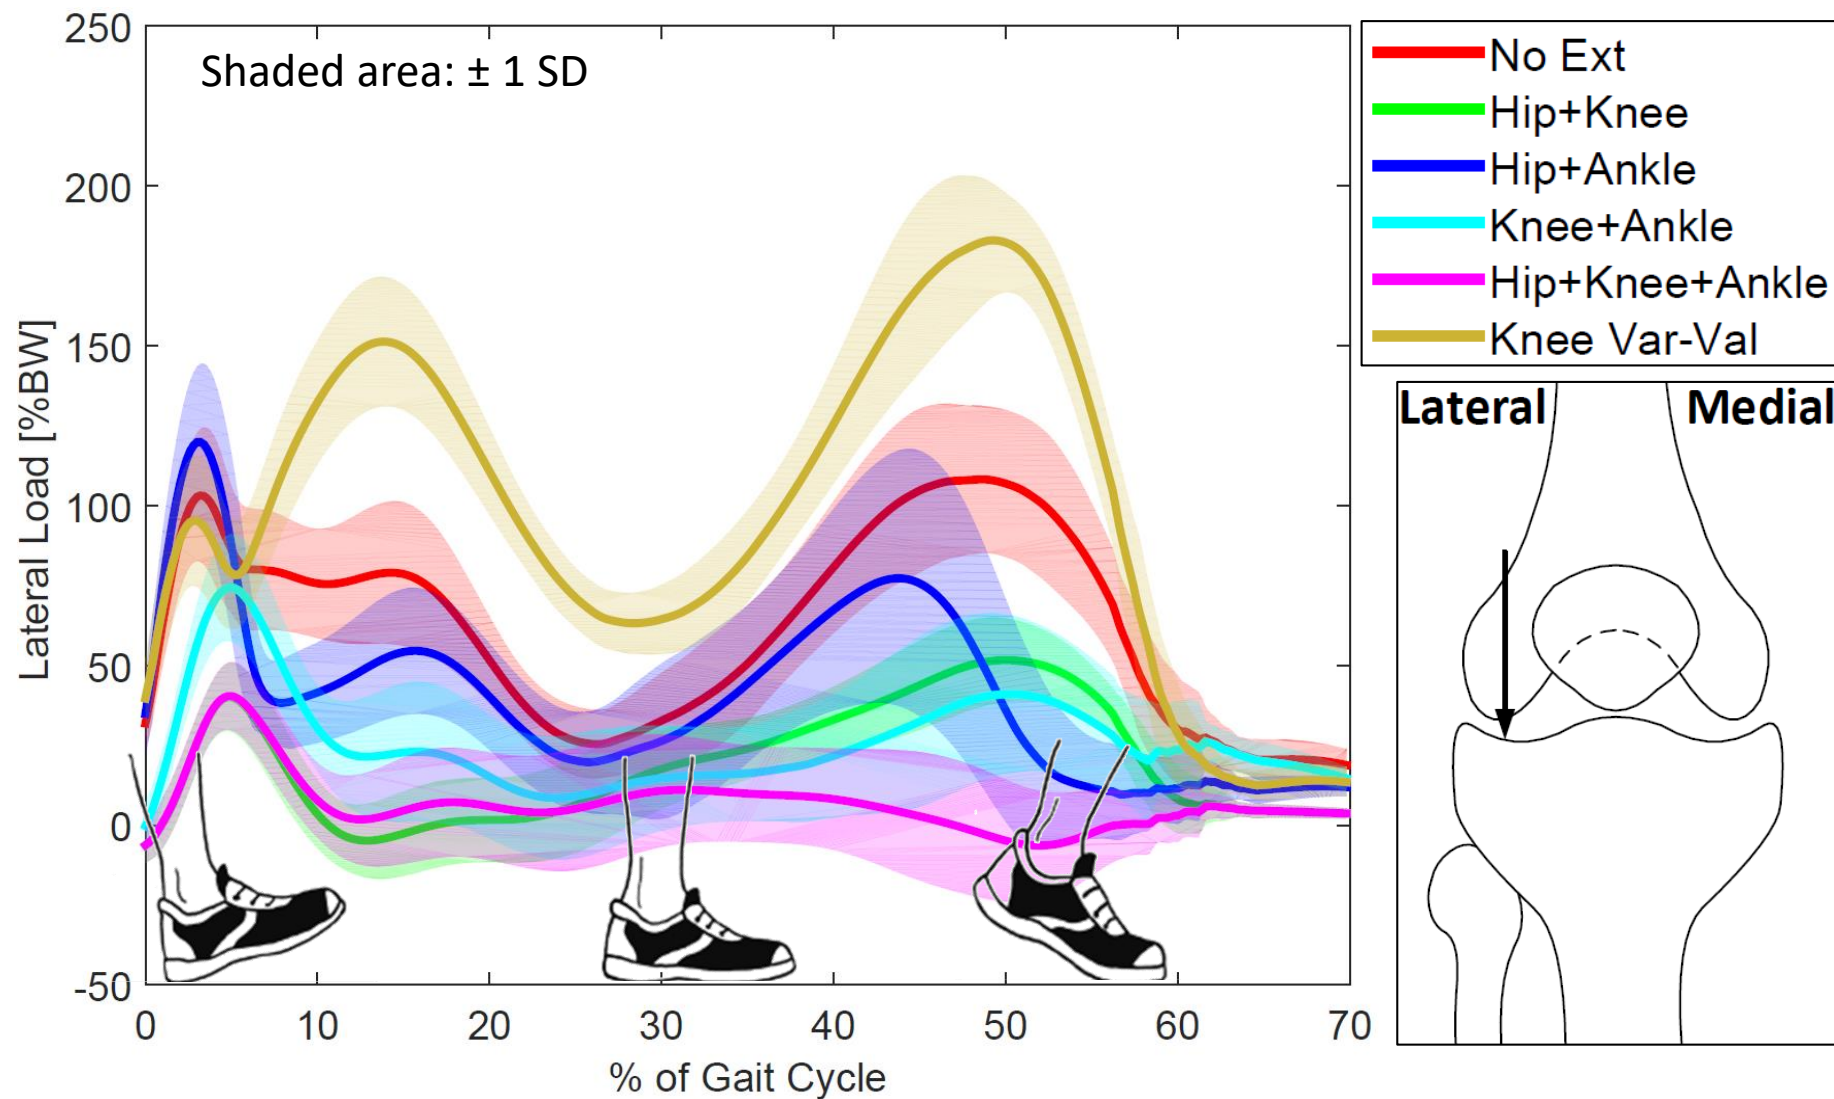 250
200
150
100
50
0
-50
Lateral Load [%BW]
Shaded area: ± 1 SD
0 10 20 30 40 50 60 70
% of Gait Cycle
No Ext
Hip+Knee
Hip+Ankle
Knee+Ankle
Hip+Knee+Ankle
Knee Var-Val
Lateral Medial